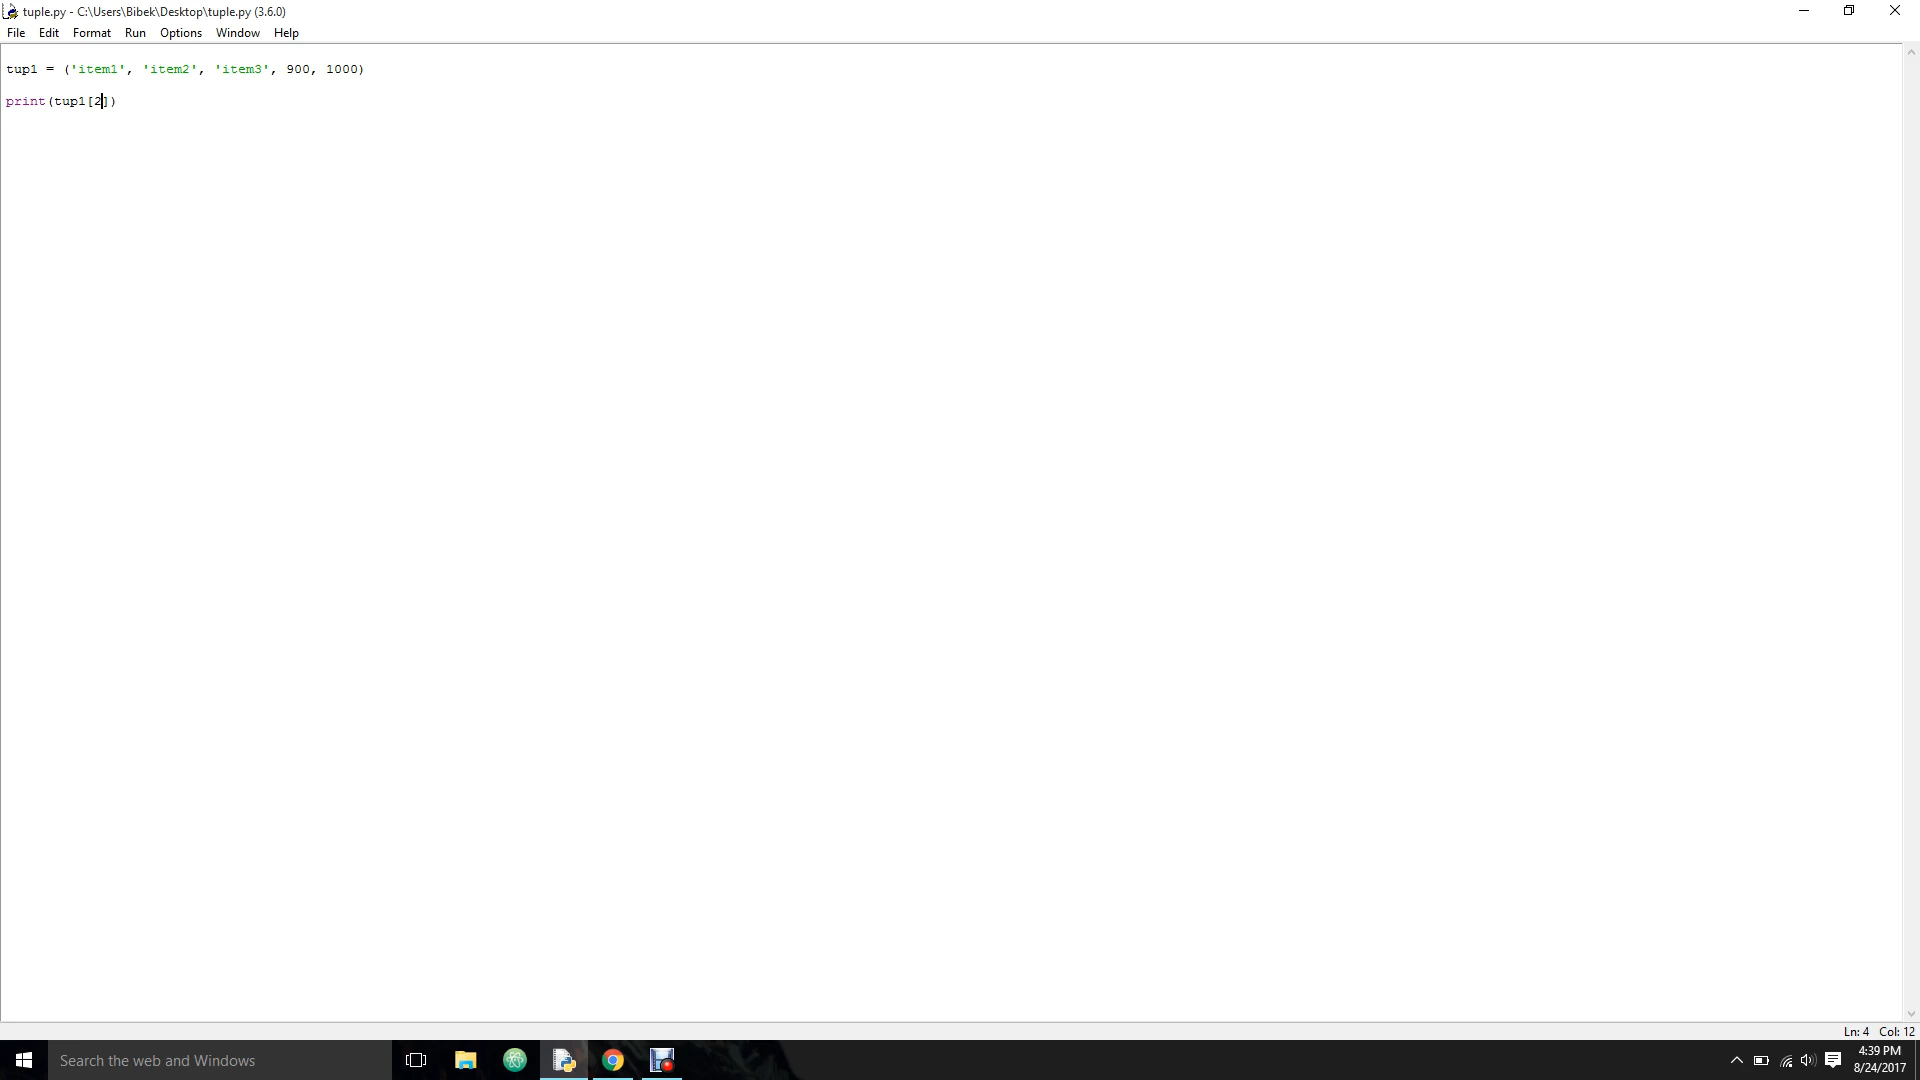 tuple.py - C:\Users\Bibek\Desktop\tuple.py (3.6.0)
File Edit Format Run Options Window Help
tup1 = ('item1', 'item2', 'item3', 900, 1000)
print(tup1[2])
Ln: 4 Col: 12
Search the web and Windows
4:39 PM
8/24/2017